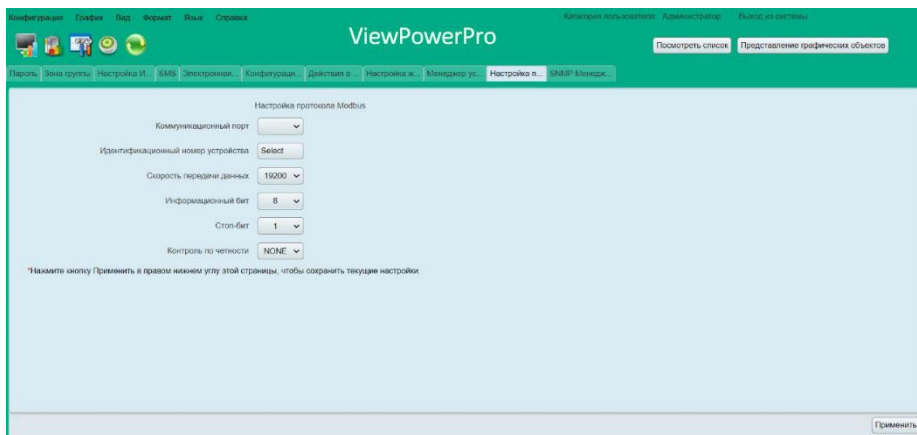 Конфигурация График Вид Формат Язык Справка
Категория пользователя Администратор Выход из системы
ViewPowerPro
Посмотреть список Представление графических объектов
Пароль Зона группы Настройка И... SMS Электронная... Конфигураци... Действия в ... Настройка ж... Менеджер ус... Настройка п... SNMP Менедж...
Настройка протокола Modbus
Коммуникационный порт
Идентификационный номер устройства Select
Скорость передачи данных 19200
Информационный бит 8
Стоп-бит 1
Контроль по четности NONE
*Нажмите кнопку Применить в правом нижнем углу этой страницы, чтобы сохранить текущие настройки
Применить